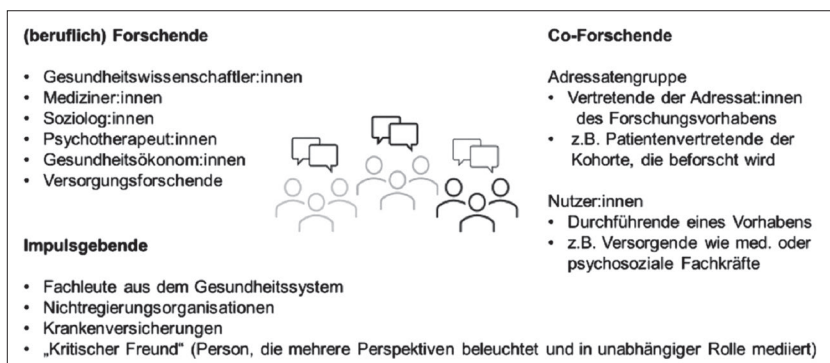 (beruflich) Forschende
• Gesundheitswissenschaftler:innen
• Mediziner:innen
• Soziolog:innen
• Psychotherapeut:innen
• Gesundheitsökonom:innen
• Versorgungsforschende
Impulsgebende
• Fachleute aus dem Gesundheitssystem
• Nichtregierungsorganisationen
• Krankenversicherungen
• „Kritischer Freund“ (Person, die mehrere Perspektiven beleuchtet und in unabhängiger Rolle mediiert)
Co-Forschende
Adressatengruppe
• Vertretende der Adressat:innen
des Forschungsvorhabens
• z.B. Patientenvertretende der
Kohorte, die beforscht wird
Nutzer:innen
• Durchführende eines Vorhabens
• z.B. Versorgende wie med. oder
psychosoziale Fachkräfte